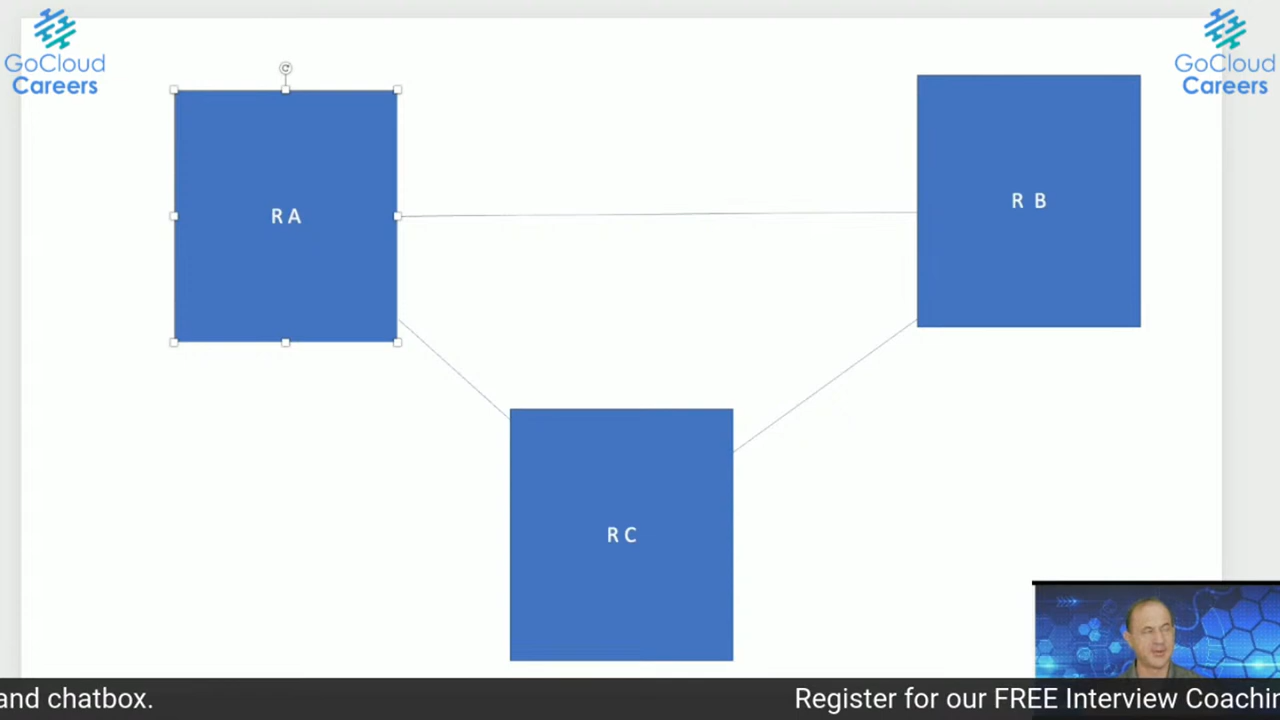 GoCloud
Careers
GoCloud
Careers
R A
R B
R C
and chatbox.
Register for our FREE Interview Coachin